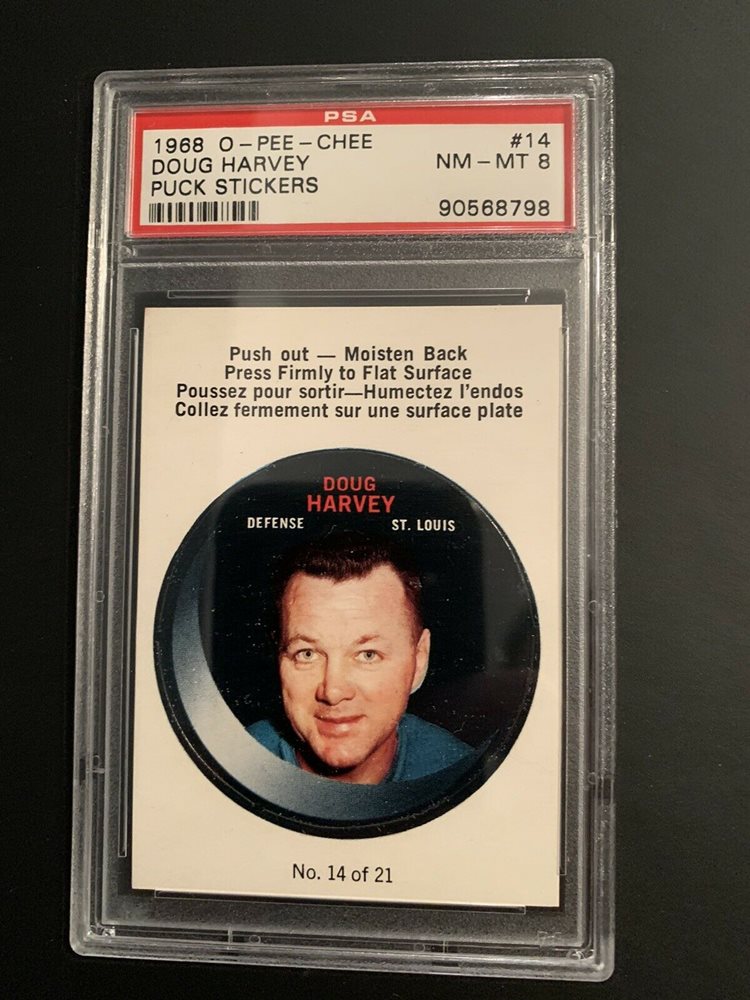 PSA
1968 O-PEE-CHEE #14
DOUG HARVEY NM-MT 8
PUCK STICKERS
90568798
Push out — Moisten Back
Press Firmly to Flat Surface
Poussez pour sortir—Humectez l'endos
Collez fermement sur une surface plate
DOUG
HARVEY
DEFENSE ST. LOUIS
No. 14 of 21